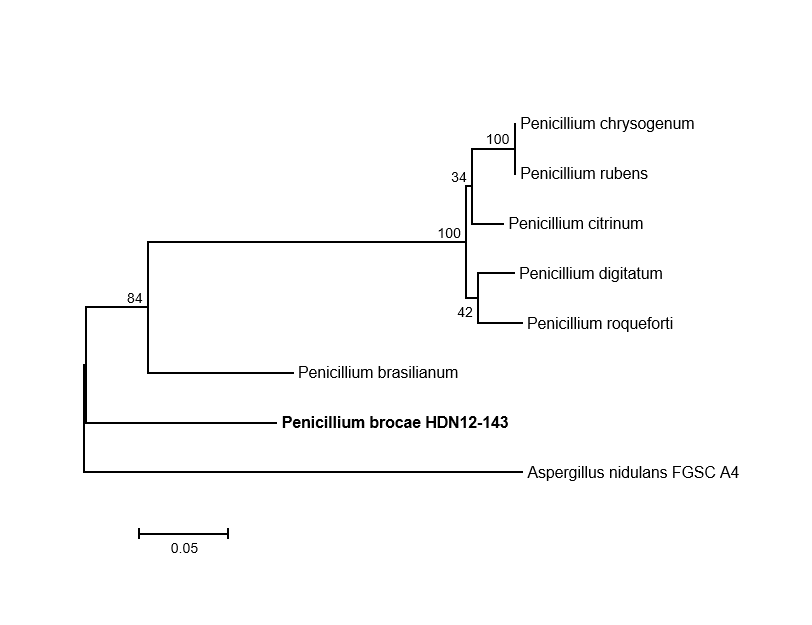 Penicillium chrysogenum
100
Penicillium rubens
34
Penicillium citrinum
100
Penicillium digitatum
84
42
Penicillium roqueforti
Penicillium brasilianum
Penicillium brocae HDN12-143
Aspergillus nidulans FGSC A4
0.05